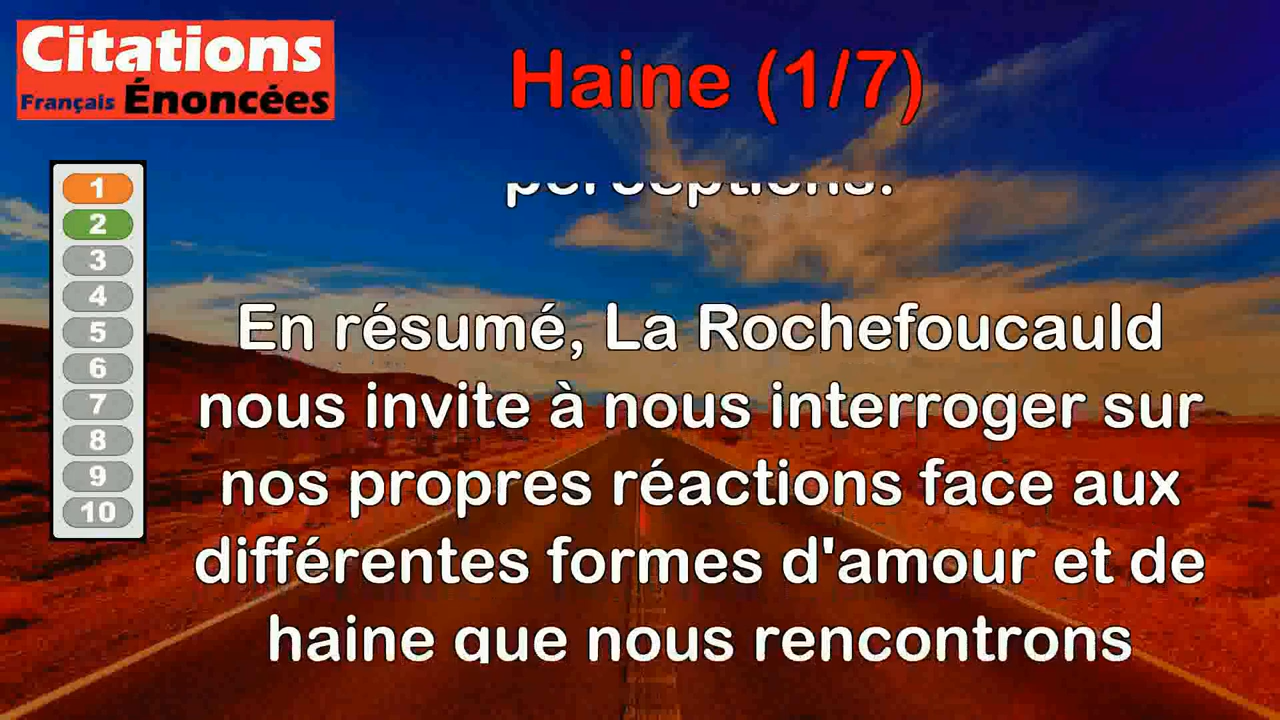 Citations
Français Énoncées
Haine (1/7)
1
2
3
4
5
6
7
8
9
10
perceptions.
En résumé, La Rochefoucauld
nous invite à nous interroger sur
nos propres réactions face aux
différentes formes d'amour et de
haine que nous rencontrons